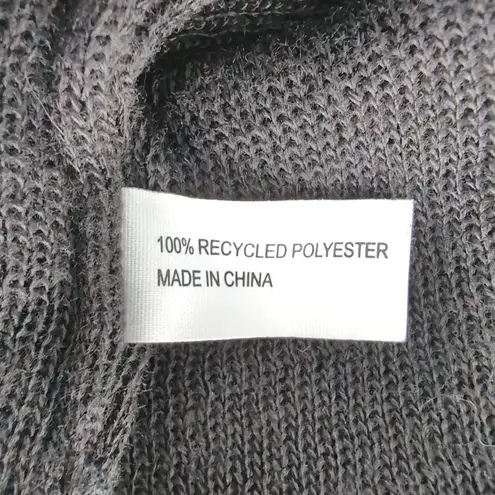 100% RECYCLED POLYESTER
MADE IN CHINA